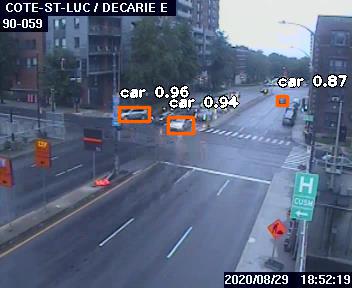 COTE-ST-LUC / DECARIE E
90-059
car 0.96
car 0.94
car 0.87
H
CUSM
2020/08/29 18:52:19